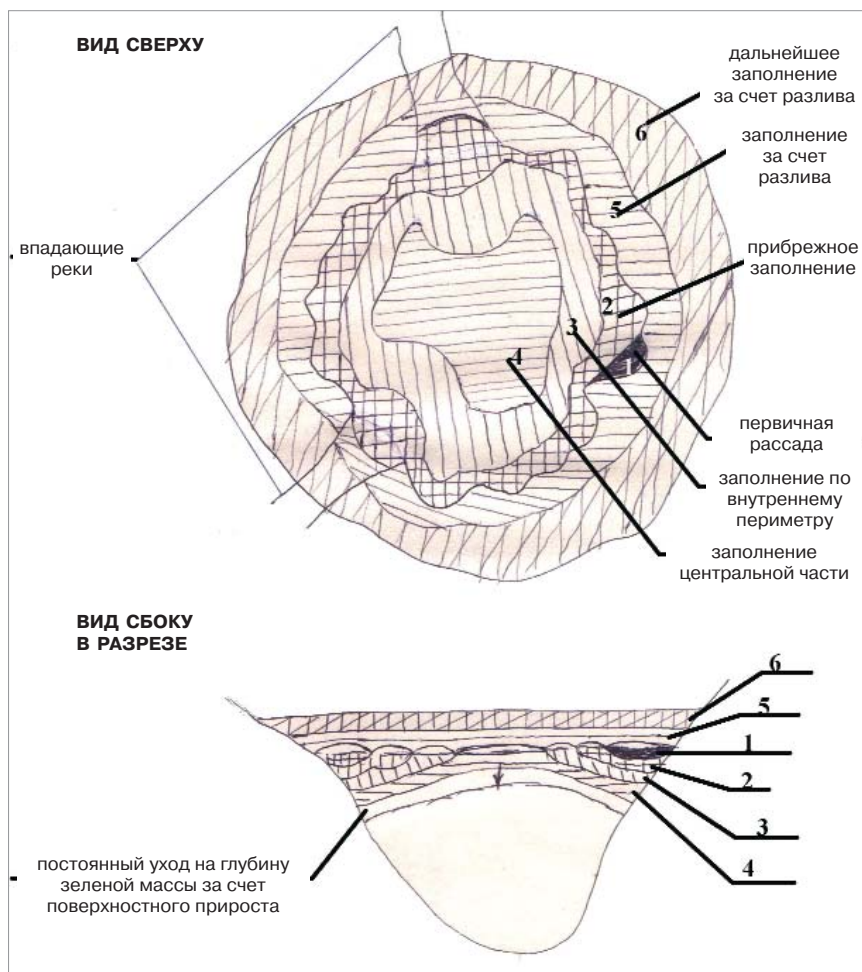 ВИД СВЕРХУ
дальнейшее
заполнение
за счет разлива
6
заполнение
за счет
разлива
5
впадающие
реки
прибрежное
заполнение
2
3
4
1
первичная
рассада
заполнение по
внутреннему
периметру
заполнение
центральной части
ВИД СБОКУ
В РАЗРЕЗЕ
6
5
1
2
3
4
постоянный уход на глубину
зеленой массы за счет
поверхностного прироста